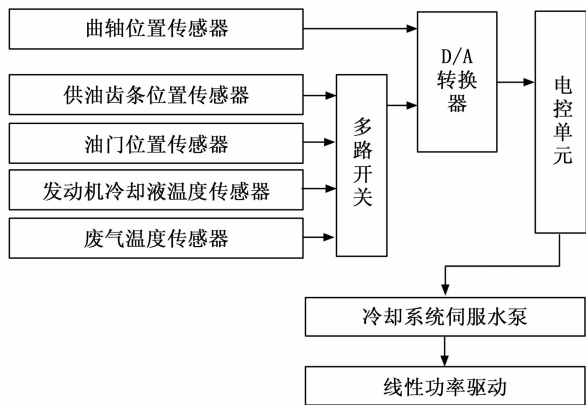 曲轴位置传感器
供油齿条位置传感器
油门位置传感器
发动机冷却液温度传感器
废气温度传感器
多路开关
D/A
转换
器
电控单元
冷却系统伺服水泵
线性功率驱动